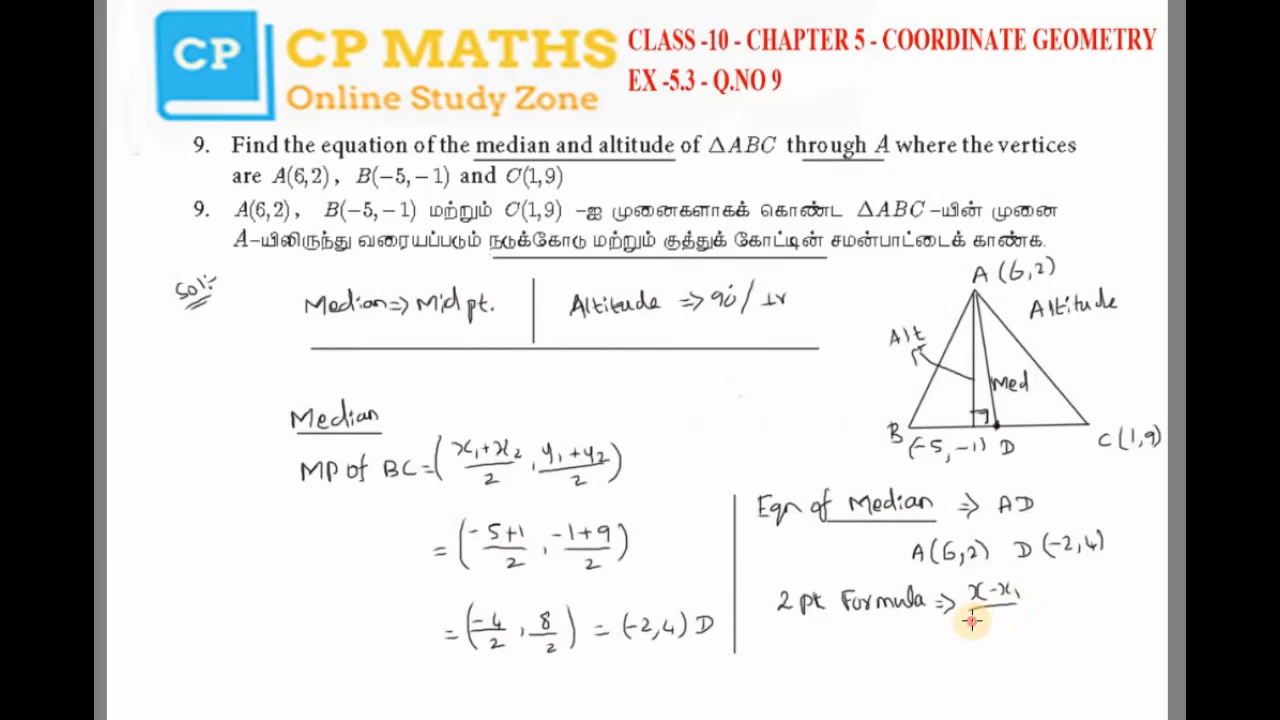 CP
CP MATHS
Online Study Zone
CLASS -10 - CHAPTER 5 - COORDINATE GEOMETRY
EX -5.3 - Q.NO 9
9. Find the equation of the median and altitude of ΔABC through A where the vertices
are A(6,2), B(−5,−1) and C(1,9)
9. A(6,2), B(−5,−1) மற்றும் C(1,9) -ஐ முனைகளாகக் கொண்ட ΔABC -யின் முனை
A-யிலிருந்து வரையப்படும் நடுக்கோடு மற்றும் குத்துக் கோட்டின் சமன்பாட்டைக் காண்க.
Sol:-
Median => Mid pt.
Altitude => 90° / ⊥r
A (6,2)
Altitude
Alt
Med
B (-5, -1) D C (1,9)
Median
MP of BC = (x₁+x₂/2, y₁+y₂/2)
= (-5+1/2, -1+9/2)
= (-4/2, 8/2) = (-2,4) D
Eqn of Median => AD
A(6,2) D(-2,4)
2 pt Formula => x-x₁